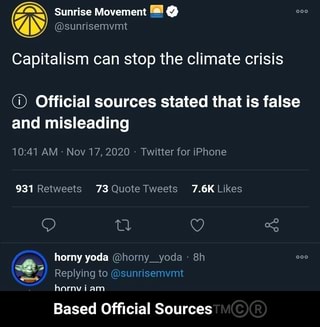 Sunrise Movement 🌅
@sunrisemvmt
Capitalism can stop the climate crisis
Official sources stated that is false
and misleading
10:41 AM · Nov 17, 2020 · Twitter for iPhone
931 Retweets 73 Quote Tweets 7.6K Likes
horny yoda @horny__yoda · 8h
Replying to @sunrisemvmt
horny i am
Based Official Sources™©®